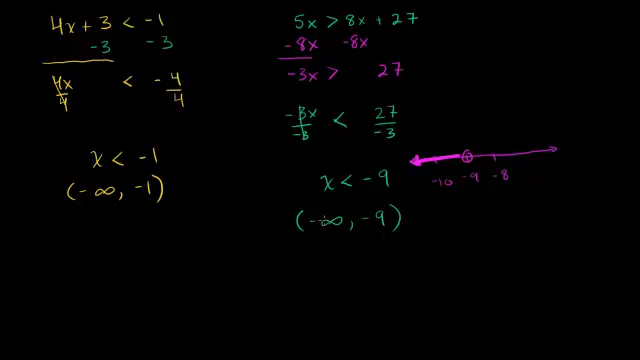 4x + 3 < -1
-3 -3
4x/4 < -4/4
x < -1
(-∞, -1)
5x > 8x + 27
-8x -8x
-3x > 27
-3x/-3 < 27/-3
x < -9
(-∞, -9)
-10 -9 -8